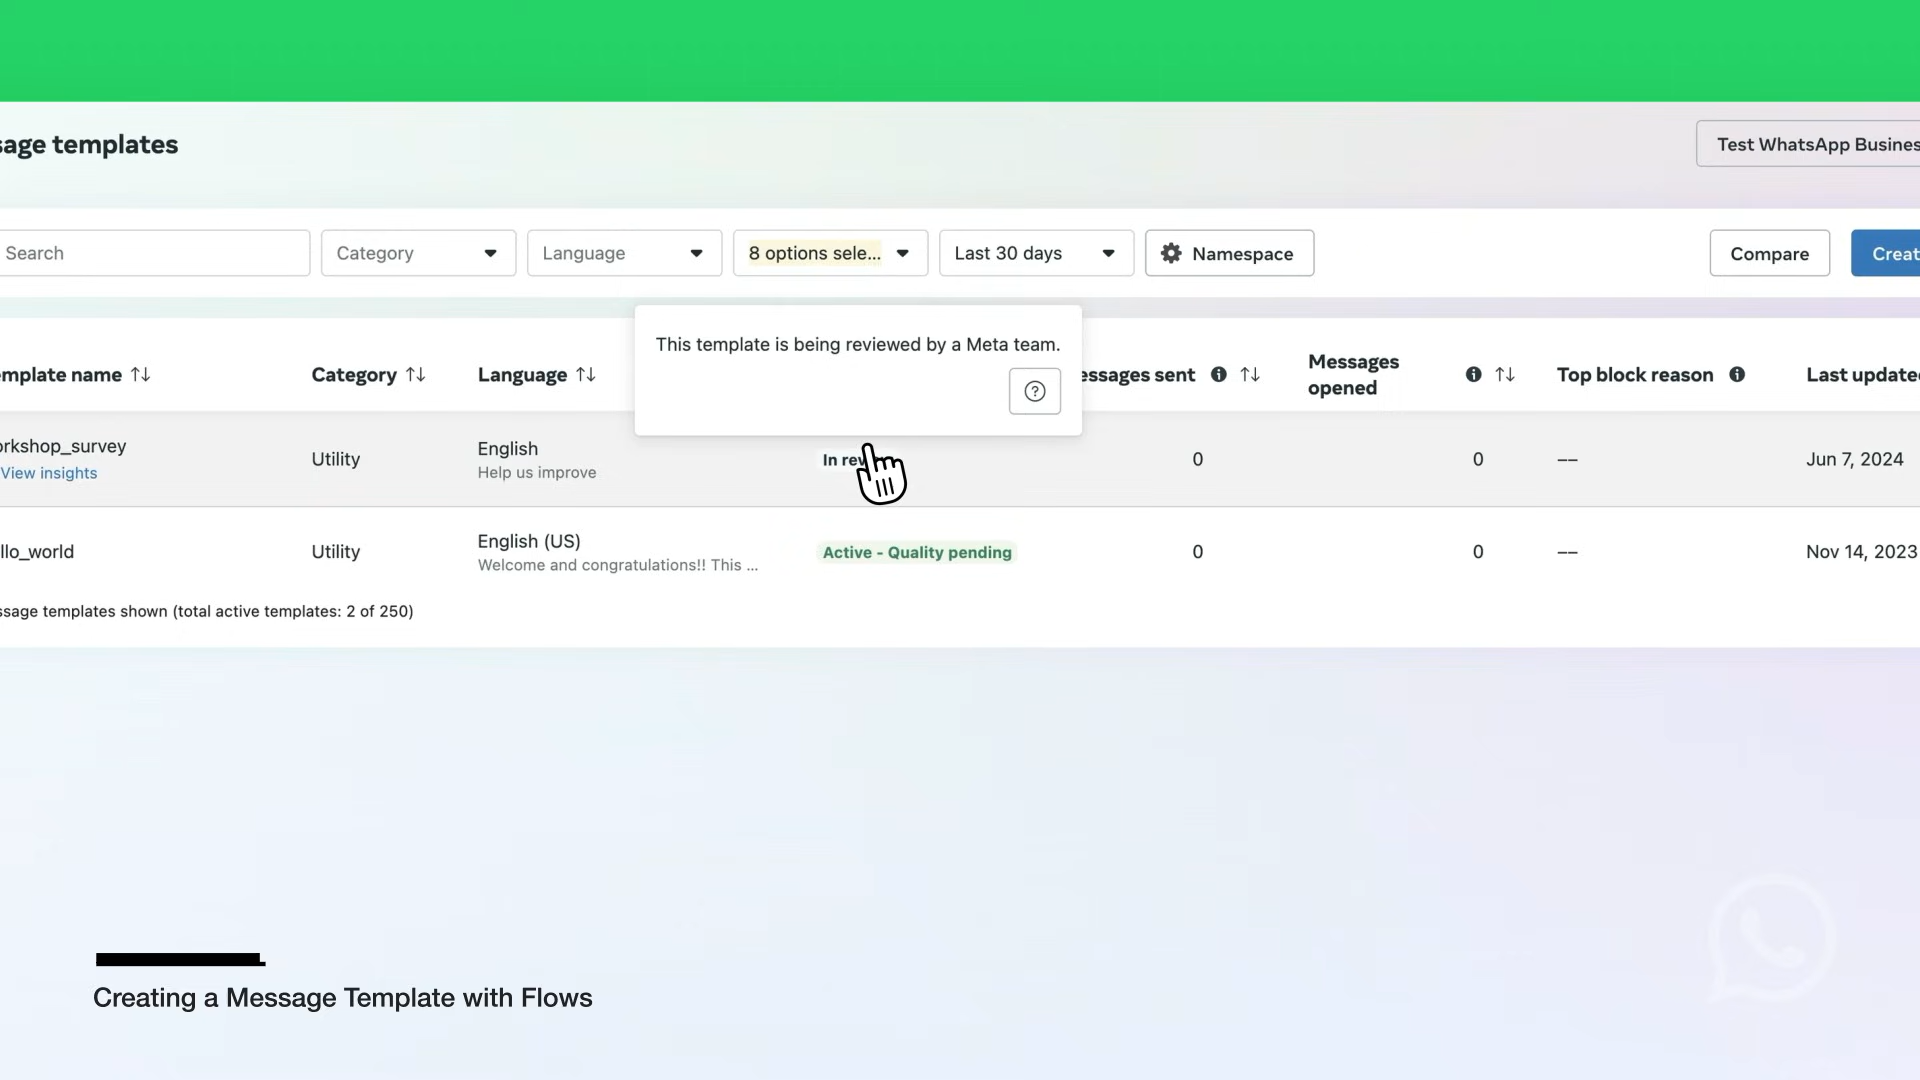 sage templates
Test WhatsApp Busines
Search
Category
Language
8 options sele...
Last 30 days
Namespace
Compare
Creat
This template is being reviewed by a Meta team.
mplate name
Category
Language
essages sent
Messages
opened
Top block reason
Last update
orkshop_survey
View insights
Utility
English
Help us improve
In rev
0
0
––
Jun 7, 2024
llo_world
Utility
English (US)
Welcome and congratulations!! This ...
Active - Quality pending
0
0
––
Nov 14, 2023
ssage templates shown (total active templates: 2 of 250)
Creating a Message Template with Flows